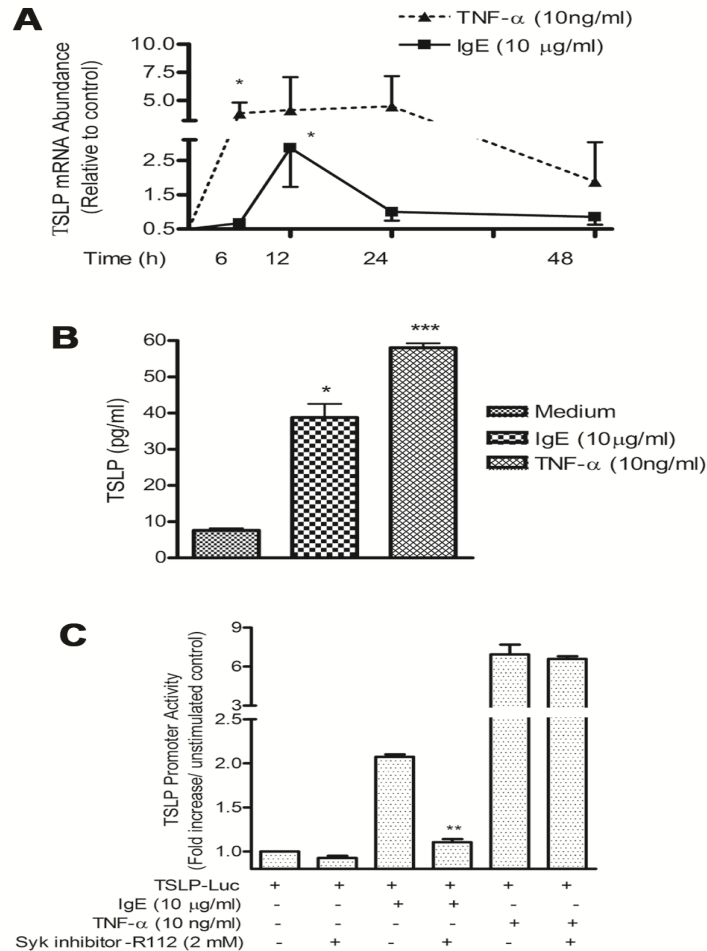 A
TNF-α (10ng/ml)
IgE (10 μg/ml)
TSLP mRNA Abundance
(Relative to control)
10.0
7.5
5.0
2.5
1.5
0.5
*
*
Time (h) 6 12 24 48
B
TSLP (pg/ml)
60
50
40
30
20
10
0
*
***
Medium
IgE (10μg/ml)
TNF-α (10ng/ml)
C
TSLP Promoter Activity
(Fold increase/ unstimulated control)
9
6
3
2.5
2.0
1.5
1.0
**
TSLP-Luc + + + + + +
IgE (10 μg/ml) - - + + - -
TNF-α (10 ng/ml) - - - - + +
Syk inhibitor -R112 (2 mM) - + - + - +